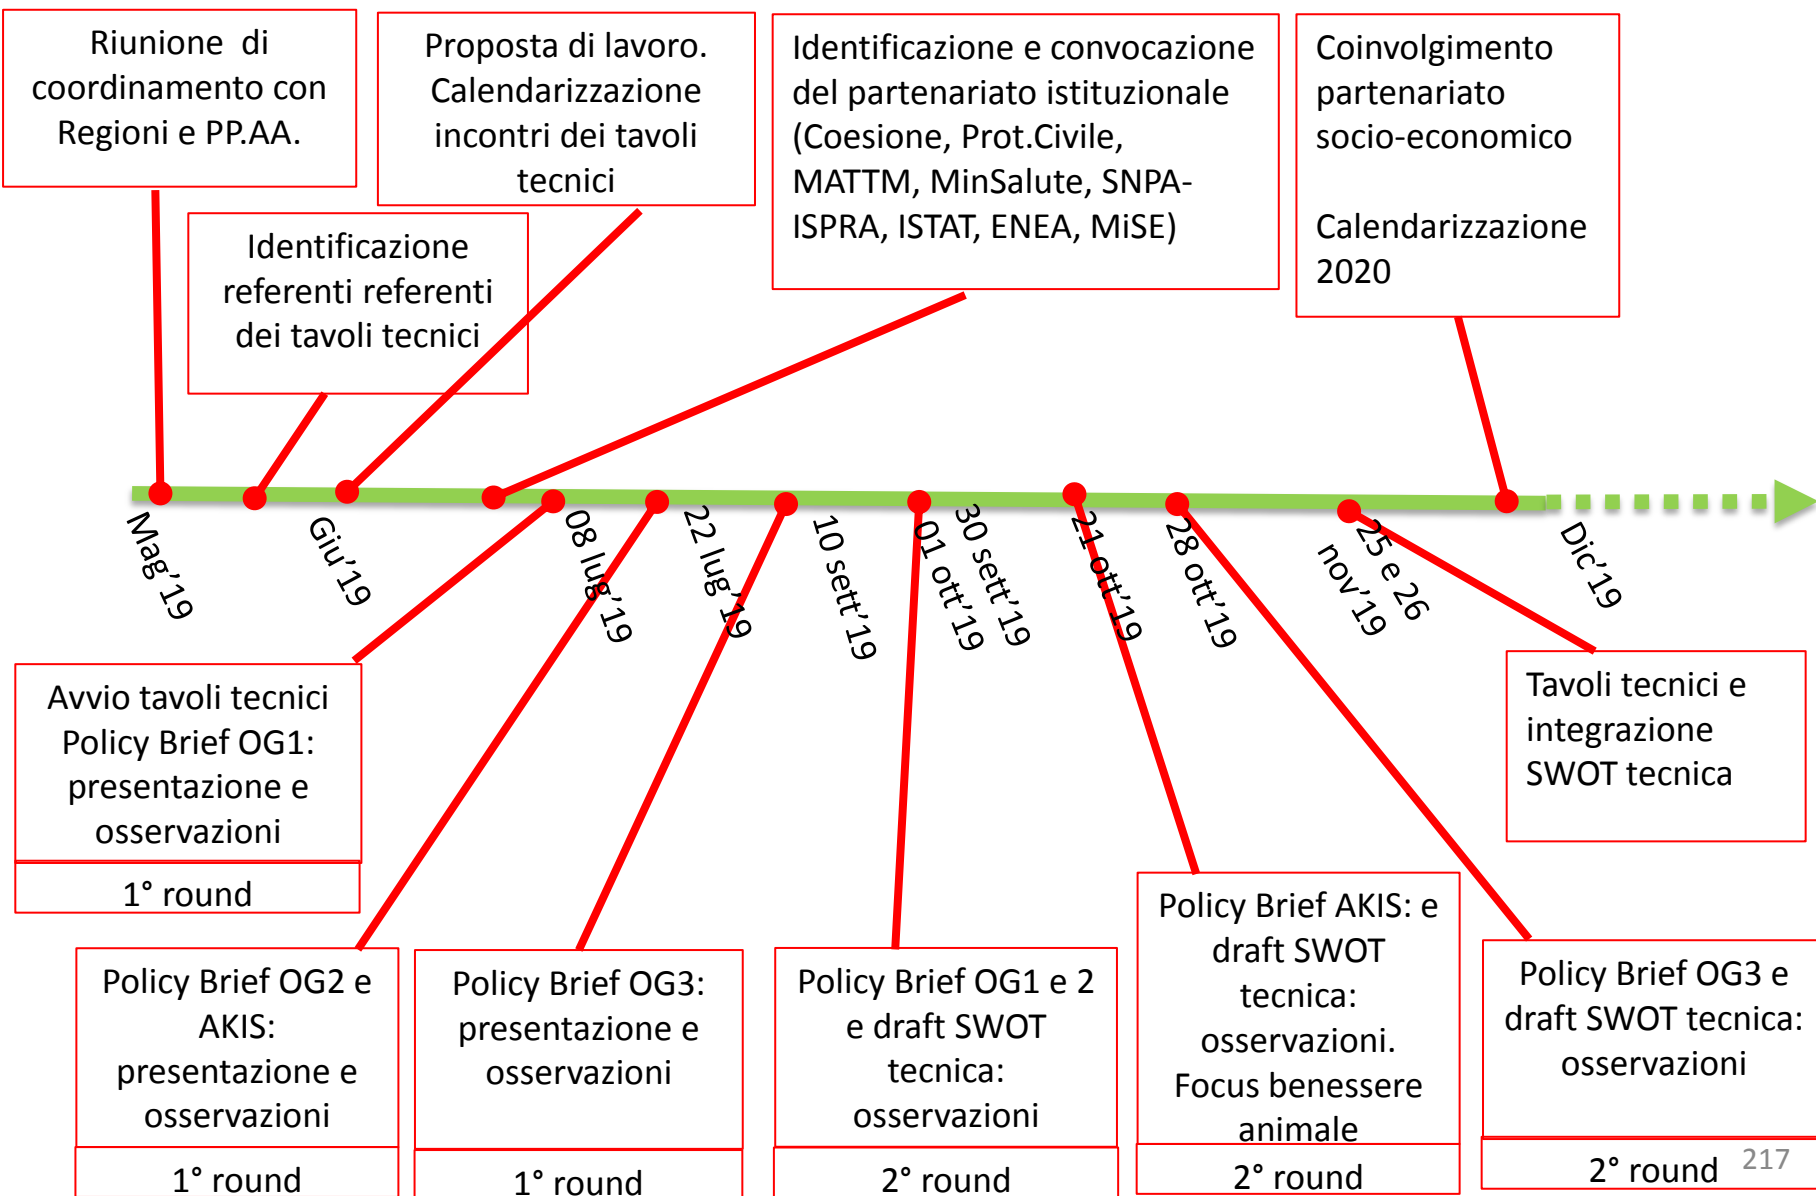 Riunione di
coordinamento con
Regioni e PP.AA.
Identificazione
referenti referenti
dei tavoli tecnici
Proposta di lavoro.
Calendarizzazione
incontri dei tavoli
tecnici
Identificazione e convocazione
del partenariato istituzionale
(Coesione, Prot.Civile,
MATTM, MinSalute, SNPA-
ISPRA, ISTAT, ENEA, MiSE)
Coinvolgimento
partenariato
socio-economico
Calendarizzazione
2020
Mag'19
Giu'19
08 lug'19
22 lug'19
10 sett'19
30 sett'19
01 ott'19
21 ott'19
28 ott'19
25 e 26
nov'19
Dic'19
Avvio tavoli tecnici
Policy Brief OG1:
presentazione e
osservazioni
1° round
Policy Brief OG2 e
AKIS:
presentazione e
osservazioni
1° round
Policy Brief OG3:
presentazione e
osservazioni
1° round
Policy Brief OG1 e 2
e draft SWOT
tecnica:
osservazioni
2° round
Policy Brief AKIS: e
draft SWOT
tecnica:
osservazioni.
Focus benessere
animale
2° round
Policy Brief OG3 e
draft SWOT tecnica:
osservazioni
2° round
Tavoli tecnici e
integrazione
SWOT tecnica
217